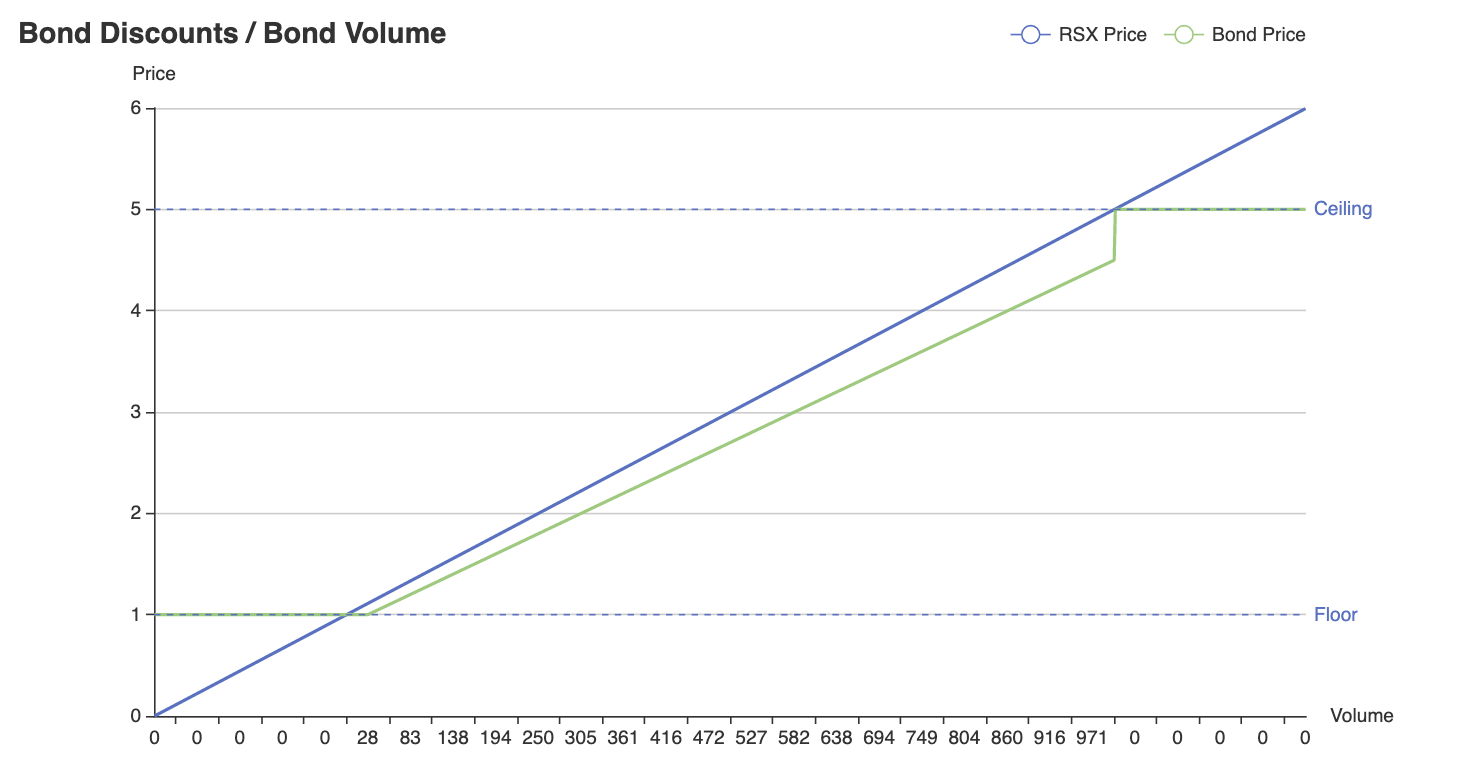 Bond Discounts / Bond Volume
RSX Price
Bond Price
Price
6
5
Ceiling
4
3
2
1
Floor
0
Volume
0 0 0 0 0 28 83 138 194 250 305 361 416 472 527 582 638 694 749 804 860 916 971 0 0 0 0 0